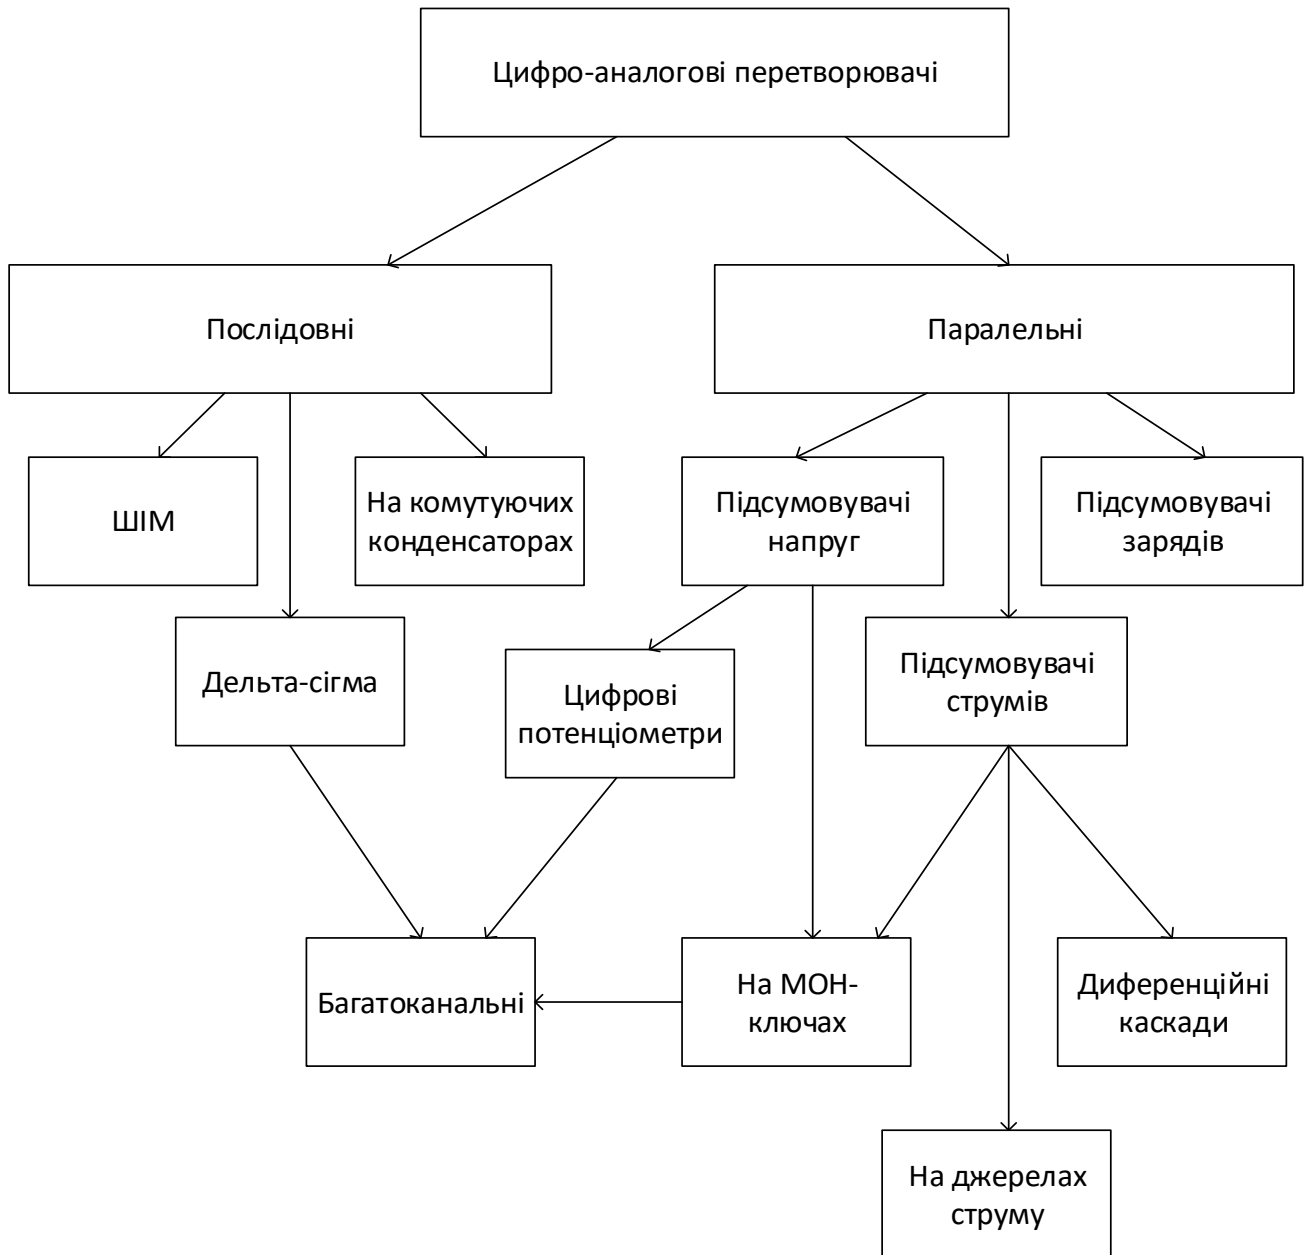 Цифро-аналогові перетворювачі
Послідовні
Паралельні
ШІМ
На комутуючих
конденсаторах
Підсумовувачі
напруг
Підсумовувачі
зарядів
Дельта-сігма
Цифрові
потенціометри
Підсумовувачі
струмів
Багатоканальні
На МОН-
ключах
Диференційні
каскади
На джерелах
струму